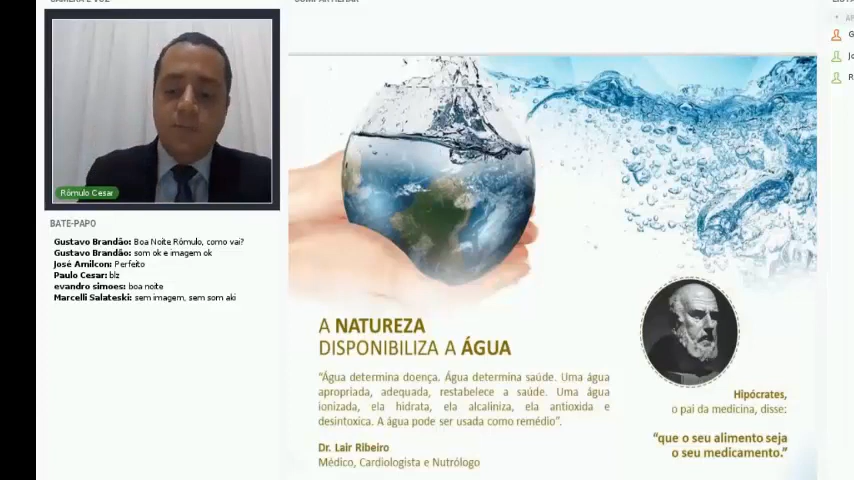 Rômulo Cesar
BATE-PAPO
Gustavo Brandão: Boa Noite Rômulo, como vai?
Gustavo Brandão: som ok e imagem ok
José Amilcon: Perfeito
Paulo Cesar: blz
evandro simoes: boa noite
Marcelli Salateski: sem imagem, sem som aki
A NATUREZA
DISPONIBILIZA A ÁGUA
"Água determina doença. Água determina saúde. Uma água
apropriada, adequada, restabelece a saúde. Uma água
ionizada, ela hidrata, ela alcaliniza, ela antioxida e
desintoxica. A água pode ser usada como remédio".
Dr. Lair Ribeiro
Médico, Cardiologista e Nutrólogo
Hipócrates,
o pai da medicina, disse:
"que o seu alimento seja
o seu medicamento."
G
Jo
R